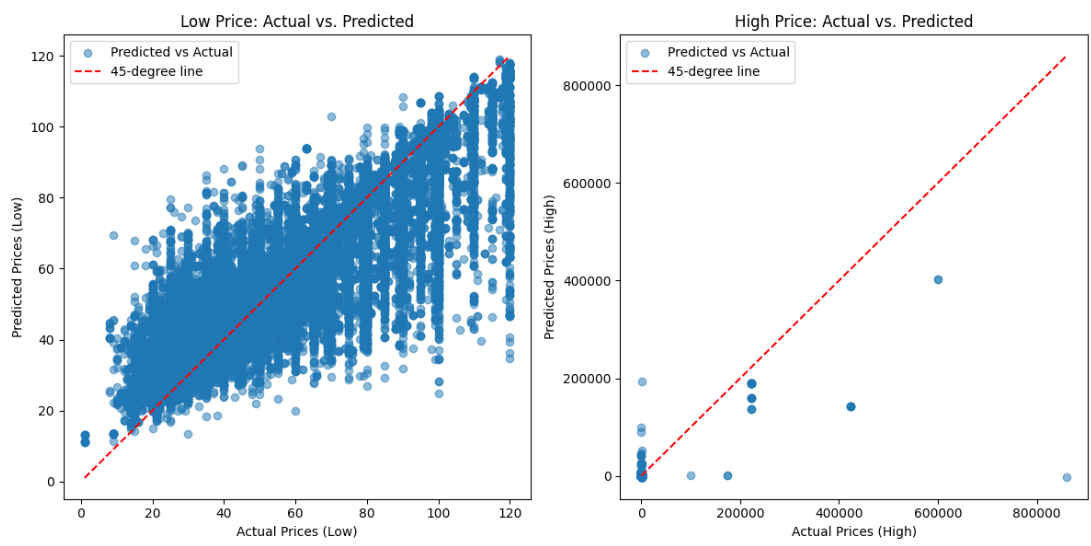 Low Price: Actual vs. Predicted
Predicted vs Actual
45-degree line
120
100
80
60
40
20
0
Predicted Prices (Low)
0 20 40 60 80 100 120
Actual Prices (Low)
High Price: Actual vs. Predicted
Predicted vs Actual
45-degree line
800000
600000
400000
200000
0
Predicted Prices (High)
0 200000 400000 600000 800000
Actual Prices (High)